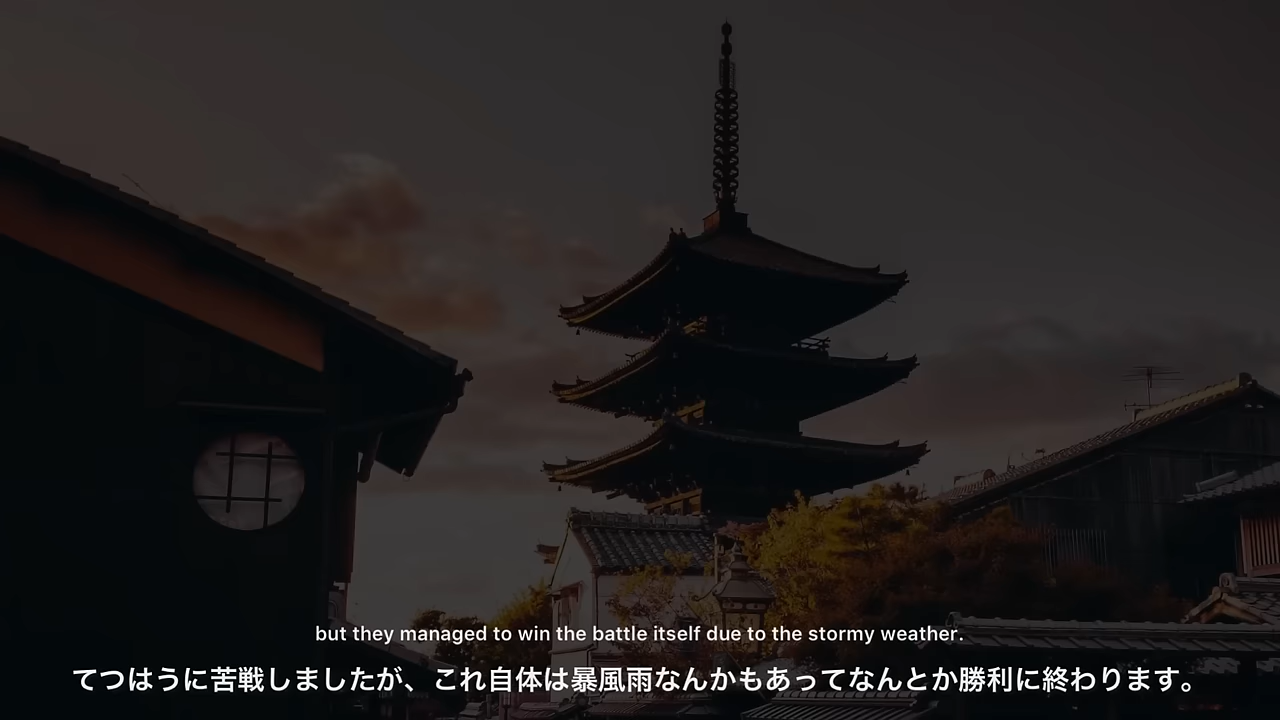 but they managed to win the battle itself due to the stormy weather.
てつはうに苦戦しましたが、これ自体は暴風雨なんかもあってなんとか勝利に終わります。